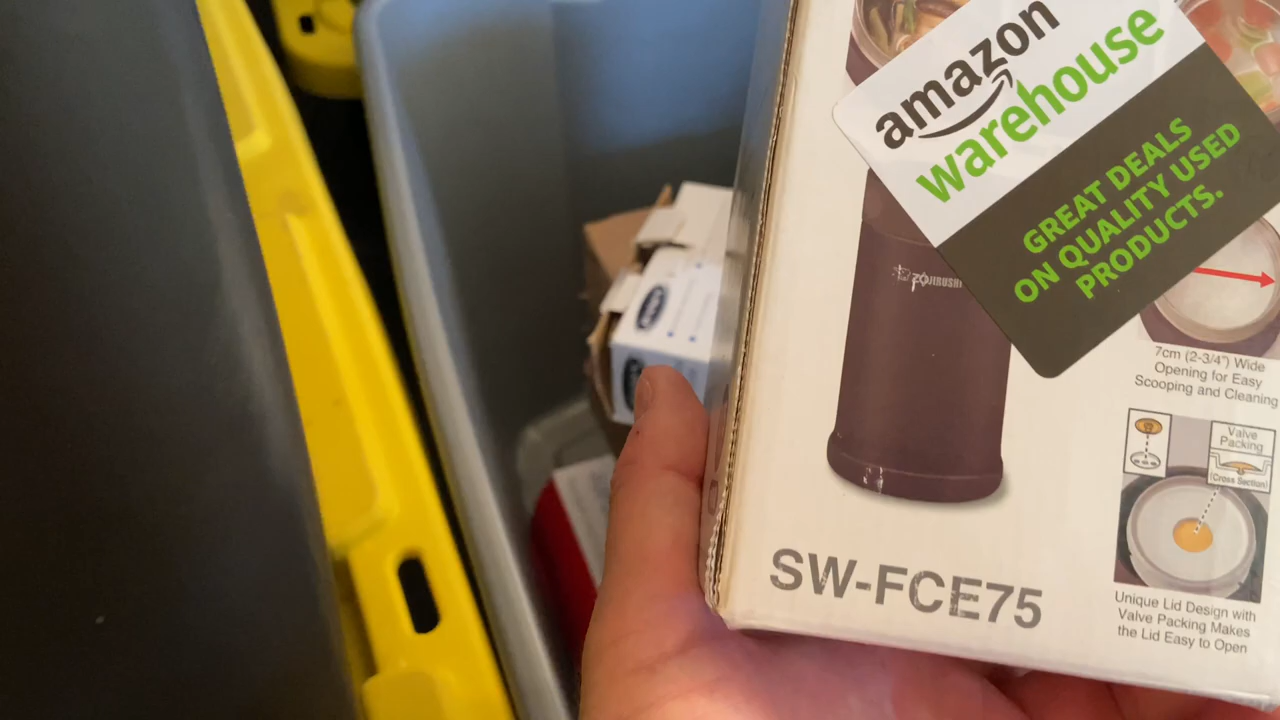 amazon
warehouse
GREAT DEALS
ON QUALITY USED
PRODUCTS.
ZOJIRUSHI
7cm (2-3/4") Wide
Opening for Easy
Scooping and Cleaning
Valve
Packing
(Cross Section)
SW-FCE75
Unique Lid Design with
Valve Packing Makes
the Lid Easy to Open